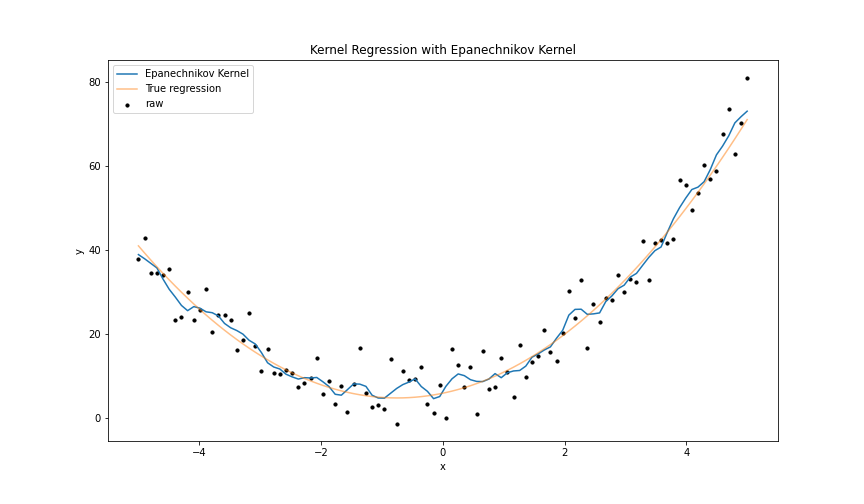 Kernel Regression with Epanechnikov Kernel
Epanechnikov Kernel
True regression
raw
80
60
40
20
0
y
−4
−2
0
2
4
x